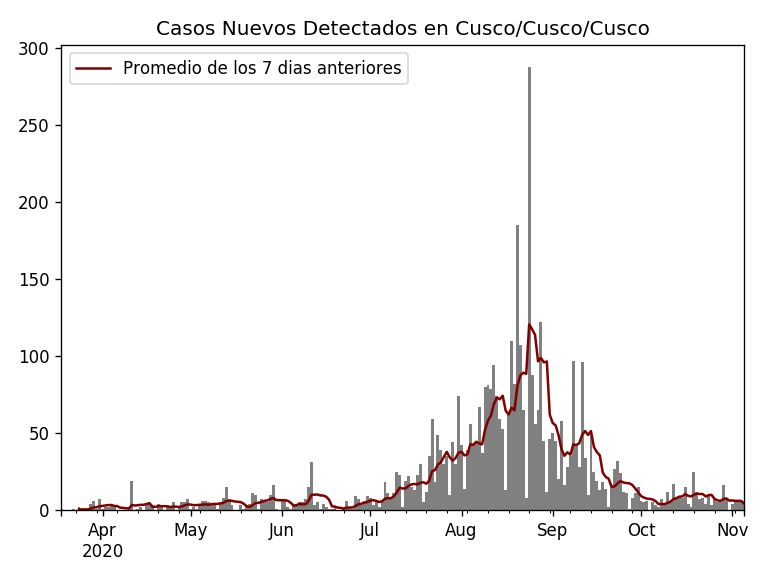 Casos Nuevos Detectados en Cusco/Cusco/Cusco
Promedio de los 7 dias anteriores
300
250
200
150
100
50
0
Apr May Jun Jul Aug Sep Oct Nov
2020